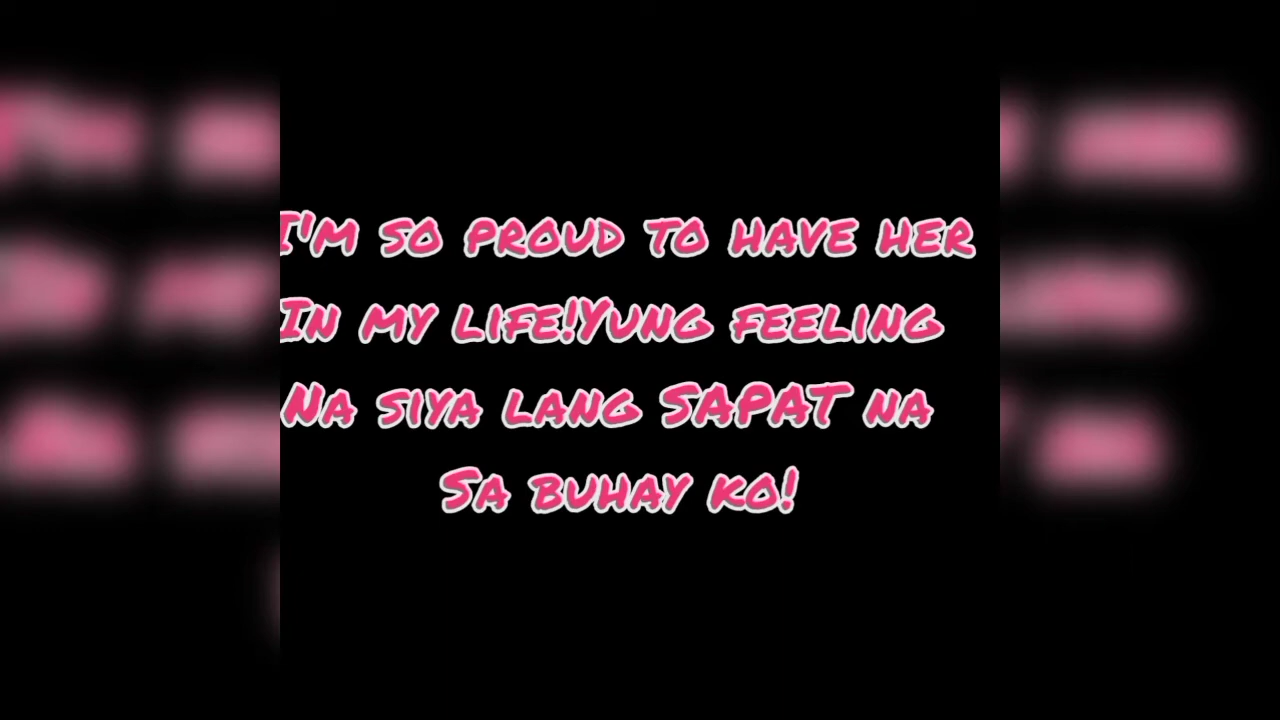 I'm so proud to have her
In my life!Yung feeling
Na siya lang SAPAT na
Sa buhay ko!